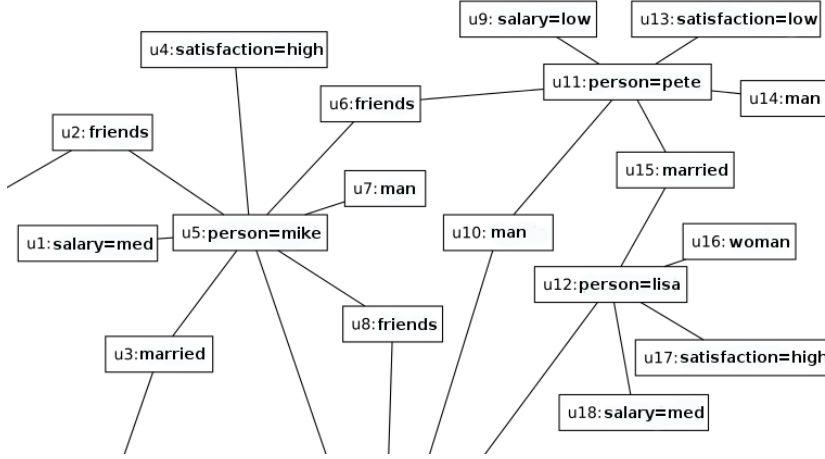 u9: salary=low
u13:satisfaction=low
u4:satisfaction=high
u11:person=pete
u6:friends
u14:man
u2:friends
u15:married
u7:man
u5:person=mike
u10: man
u1:salary=med
u16: woman
u12:person=lisa
u8:friends
u3:married
u17:satisfaction=high
u18:salary=med